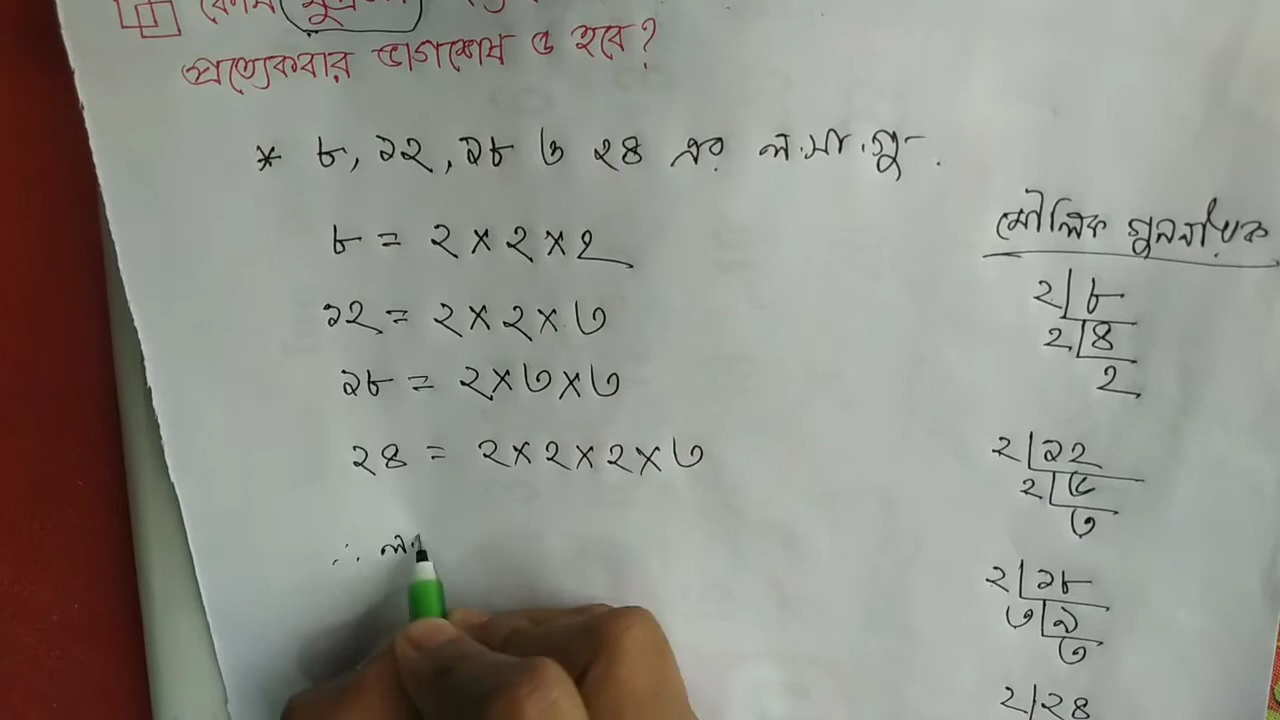 কোন
প্রত্যেকবার ভাগশেষ ৩ হবে?
* ৮, ১২, ১৮ ও ২৪ এর ল.সা.গু.
৮ = ২×২×২
১২ = ২×২×৩
১৮ = ২×৩×৩
২৪ = ২×২×২×৩
∴ ল.
মৌলিক গুননীয়ক
২|৮
২|৪
২
২|১২
২|৬
৩
২|১৮
৩|৯
৩
২|২৪